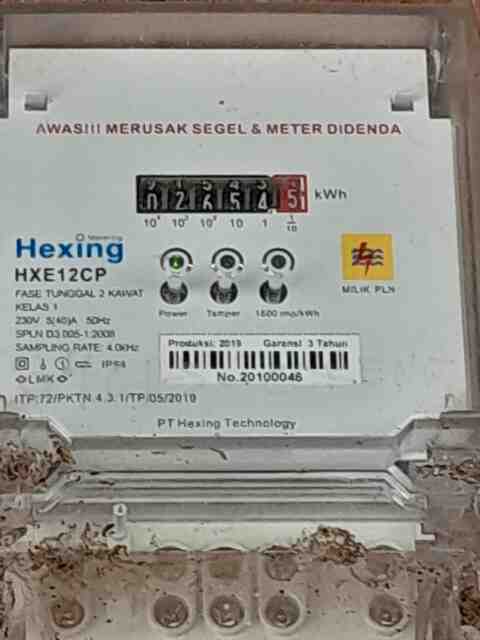 AWAS!!! MERUSAK SEGEL & METER DIDENDA
026545 kWh
10⁴ 10³ 10² 10 1 1/10
Metering
Hexing
HXE12CP
FASE TUNGGAL 2 KAWAT
KELAS 1
230V 5(40)A 50Hz
SPLN D3.005-1:2008
SAMPLING RATE: 4.0kHz
IP54
LMK
ITP:72/PKTN.4.3.1/TP/05/2019
Power Tamper 1600 imp/kWh
MILIK PLN
Produksi: 2019 Garansi 3 Tahun
No.20100046
PT Hexing Technology